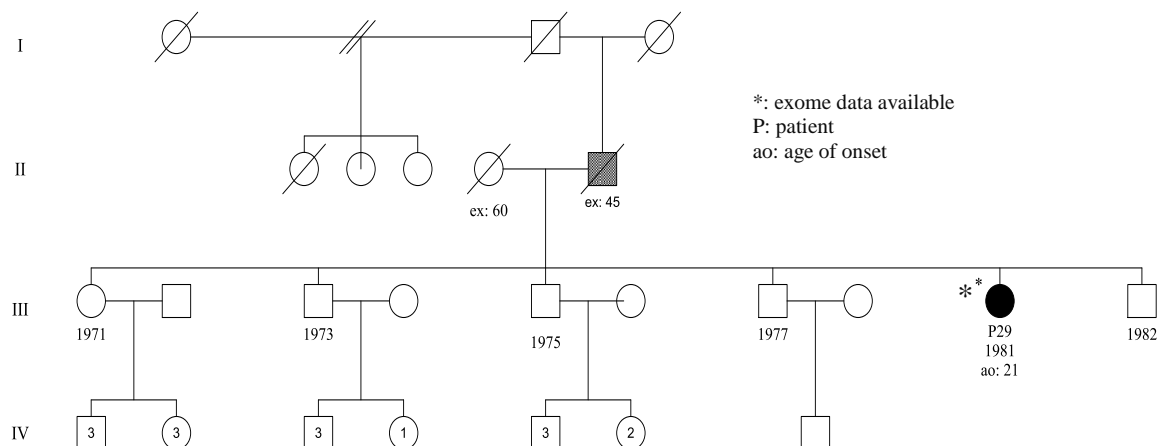 I
*: exome data available
P: patient
ao: age of onset
II
ex: 60
ex: 45
III
* *
1971
1973
1975
1977
P29
1981
ao: 21
1982
IV
3
3
3
1
3
2